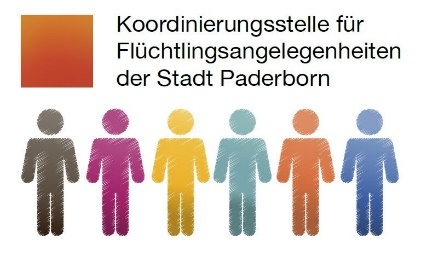 Koordinierungsstelle für
Flüchtlingsangelegenheiten
der Stadt Paderborn